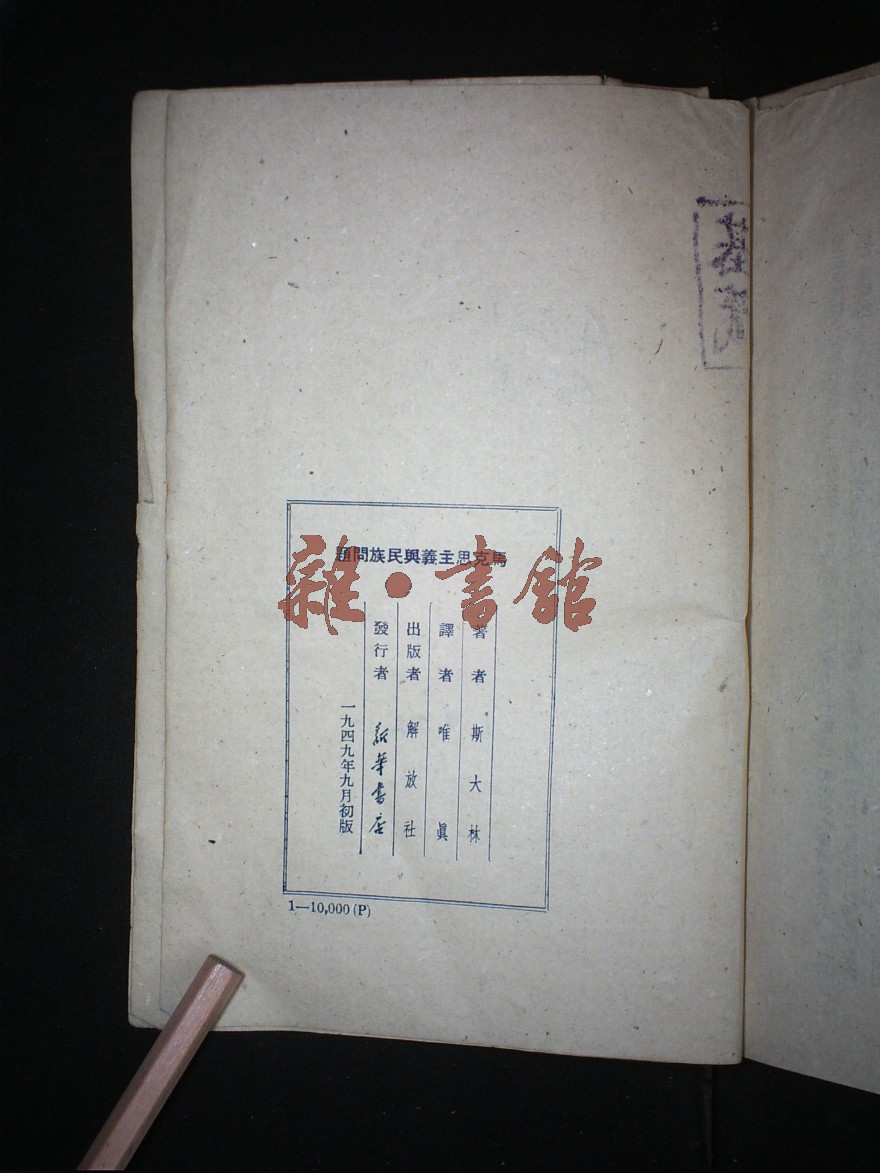 馬克思主義與民族問題
著者 斯大林
譯者 唯眞
出版者 解放社
發行者 新華書店
一九四九年九月初版
1—10,000 (P)
雜·書館